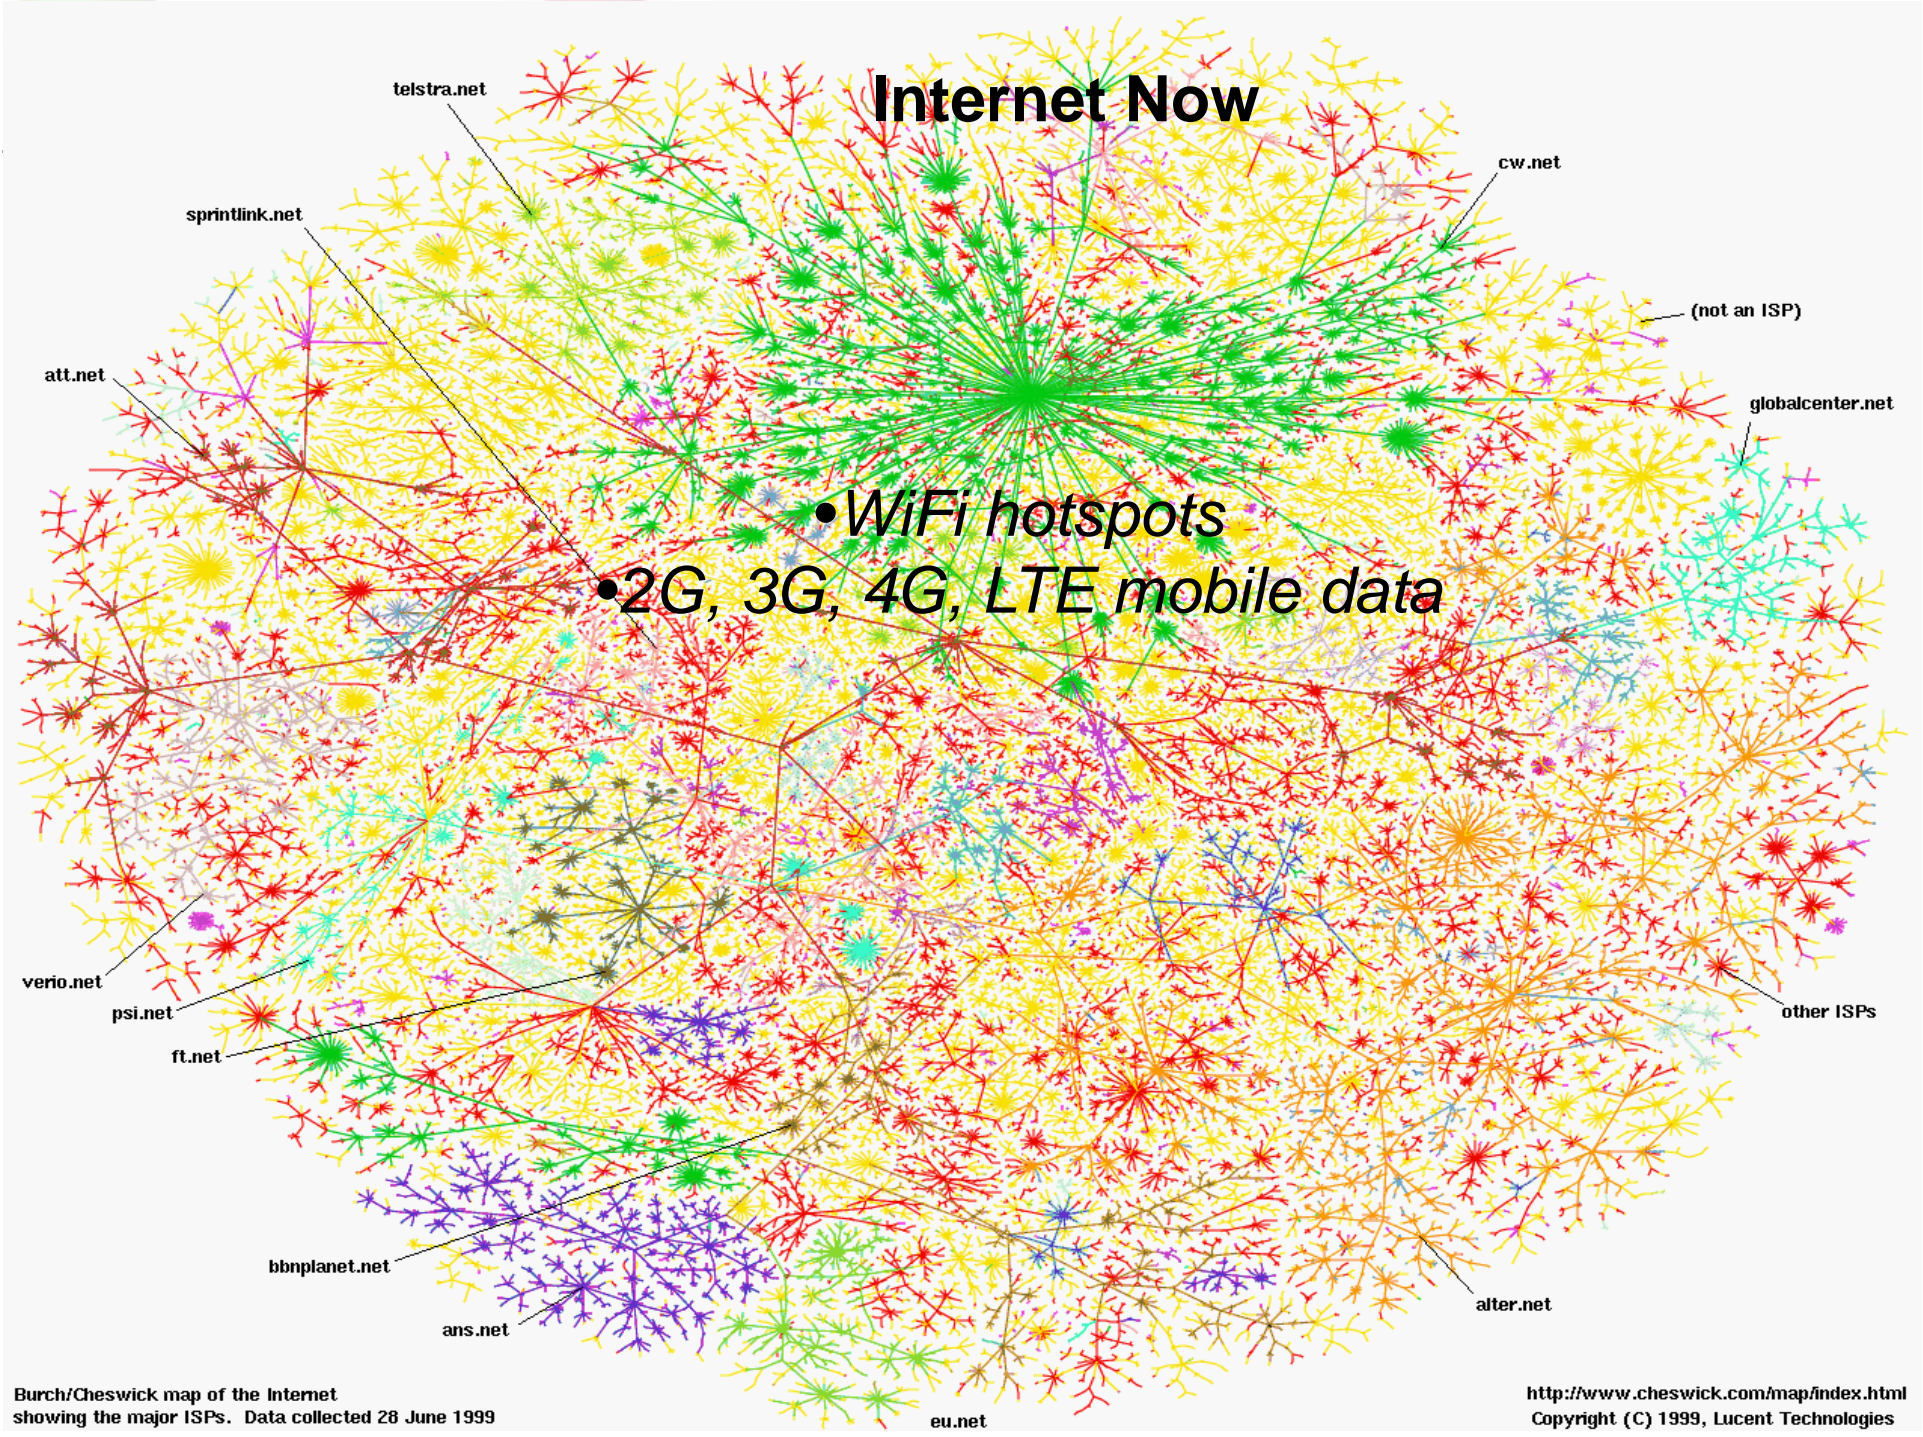 Internet Now
telstra.net
cw.net
sprintlink.net
(not an ISP)
att.net
globalcenter.net
•WiFi hotspots
•2G, 3G, 4G, LTE mobile data
verio.net
psi.net
other ISPs
ft.net
bbnplanet.net
alter.net
ans.net
Burch/Cheswick map of the Internet
showing the major ISPs. Data collected 28 June 1999
eu.net
http://www.cheswick.com/map/index.html
Copyright (C) 1999, Lucent Technologies